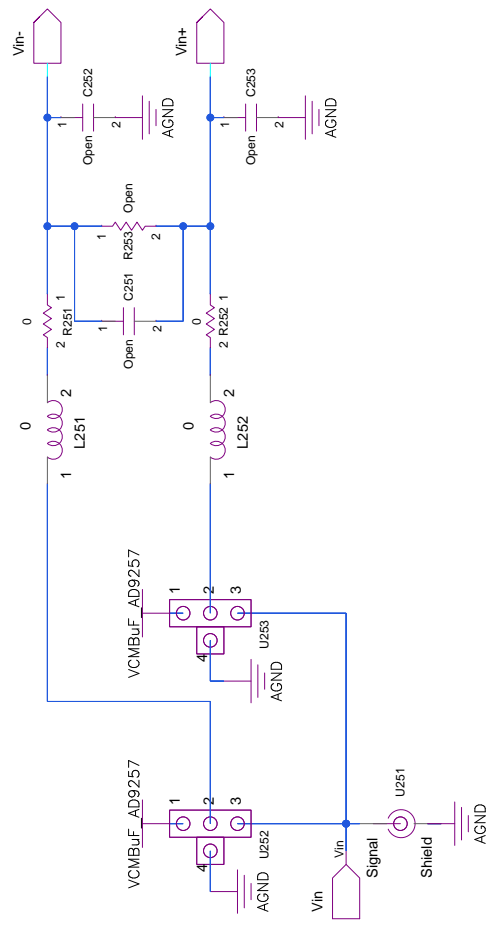 Vin-
Vin+
1
C252
2
Open
AGND
1
C253
2
Open
AGND
1
Open
R253
2
1
C251
2
Open
0
1
R251
2
0
1
R252
2
0
2
L251
1
0
2
L252
1
VCMBuF_AD9257
1
2
3
4
U253
AGND
VCMBuF_AD9257
1
2
3
4
U252
AGND
Vin
Vin
Signal
U251
Shield
AGND